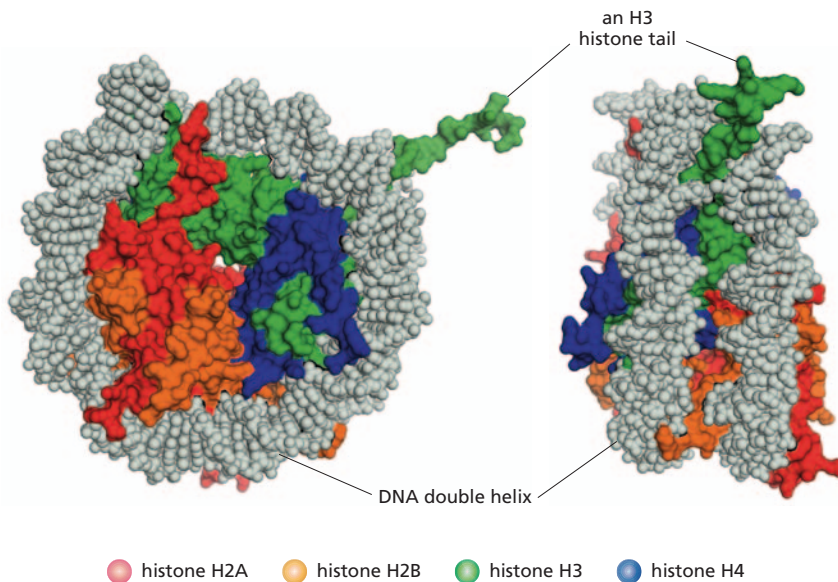 an H3
histone tail
DNA double helix
histone H2A
histone H2B
histone H3
histone H4